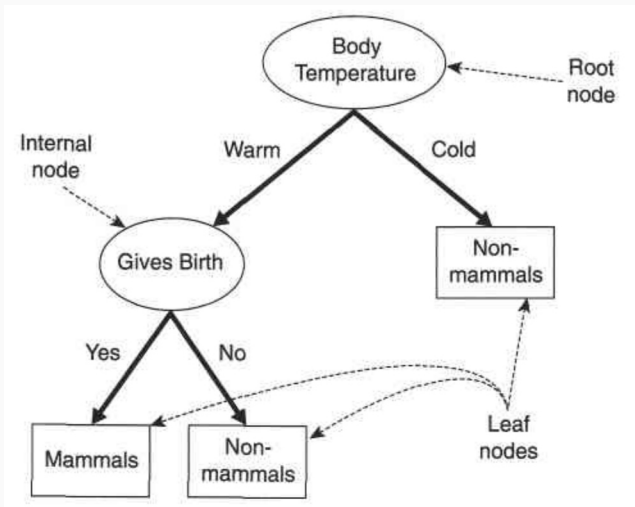 Body
Temperature
Root
node
Internal
node
Warm
Cold
Gives Birth
Non-
mammals
Yes
No
Leaf
nodes
Mammals
Non-
mammals